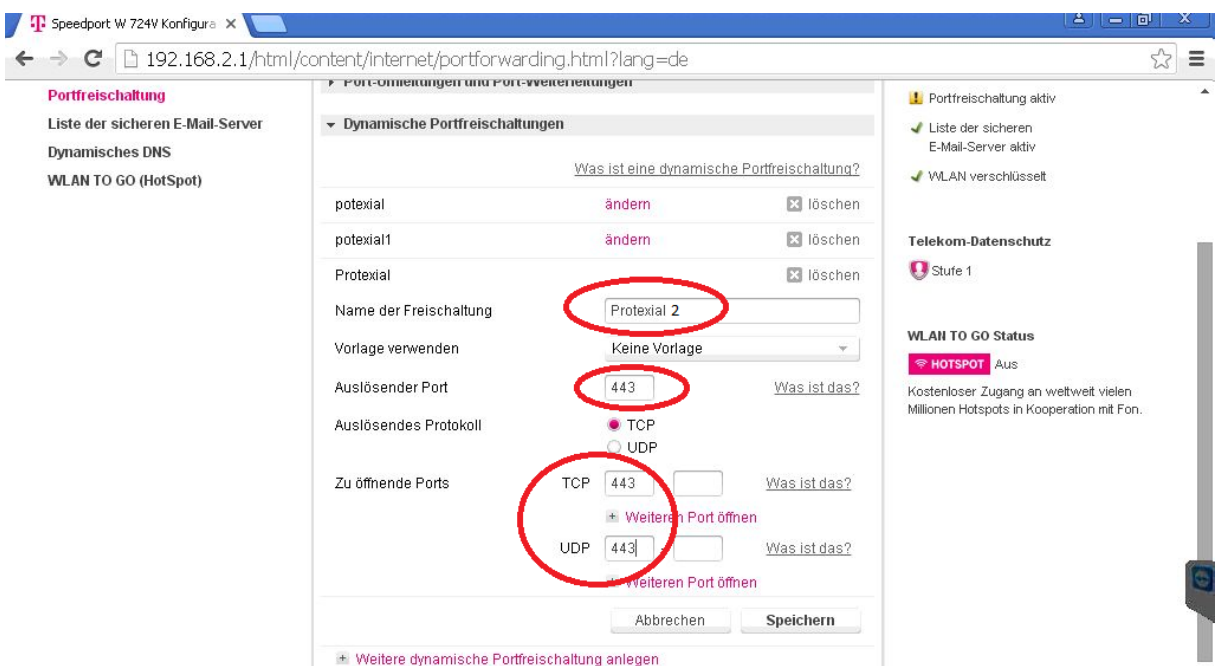 Speedport W 724V Konfigura
192.168.2.1/html/content/internet/portforwarding.html?lang=de
Portfreischaltung
Liste der sicheren E-Mail-Server
Dynamisches DNS
WLAN TO GO (HotSpot)
Port-Umleitungen und Port-Weiterleitungen
Dynamische Portfreischaltungen
Was ist eine dynamische Portfreischaltung?
potexial ändern löschen
potexial1 ändern löschen
Protexial löschen
Name der Freischaltung Protexial 2
Vorlage verwenden Keine Vorlage
Auslösender Port 443 Was ist das?
Auslösendes Protokoll TCP
UDP
Zu öffnende Ports TCP 443 Was ist das?
Weiteren Port öffnen
UDP 443 - Was ist das?
Weiteren Port öffnen
Abbrechen Speichern
Weitere dynamische Portfreischaltung anlegen
Portfreischaltung aktiv
Liste der sicheren
E-Mail-Server aktiv
WLAN verschlüsselt
Telekom-Datenschutz
Stufe 1
WLAN TO GO Status
HOTSPOT Aus
Kostenloser Zugang an weltweit vielen
Millionen Hotspots in Kooperation mit Fon.